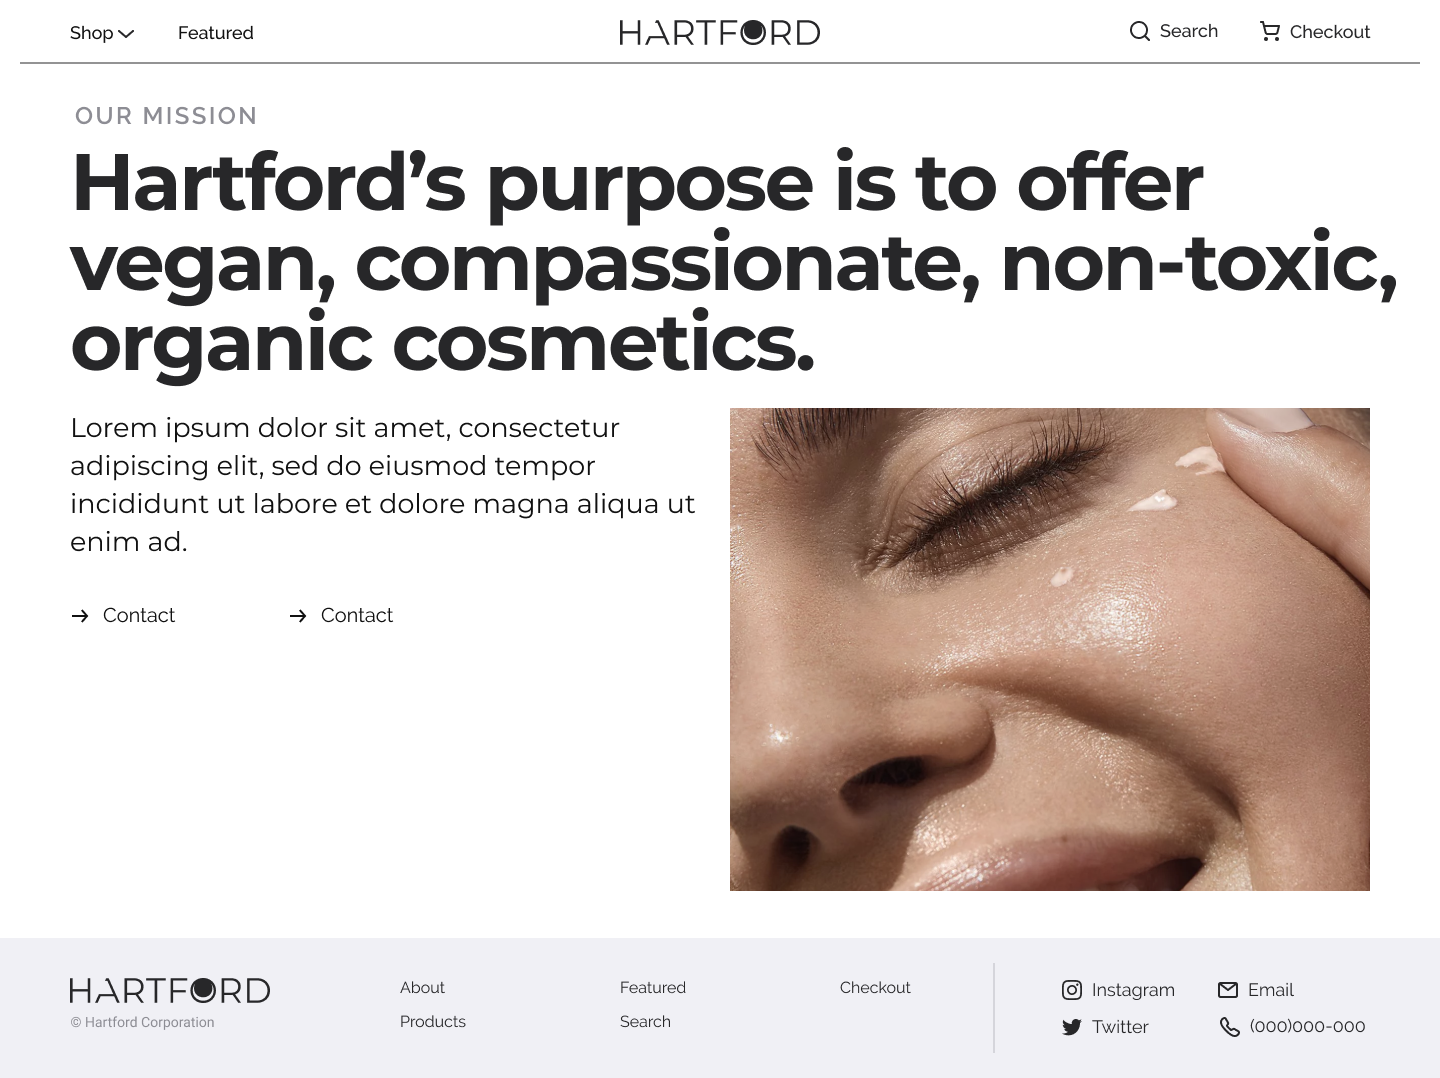 Shop
Featured
HARTFORD
Search
Checkout
OUR MISSION
Hartford’s purpose is to offer
vegan, compassionate, non-toxic,
organic cosmetics.
Lorem ipsum dolor sit amet, consectetur
adipiscing elit, sed do eiusmod tempor
incididunt ut labore et dolore magna aliqua ut
enim ad.
Contact
Contact
HARTFORD
© Hartford Corporation
About
Products
Featured
Search
Checkout
Instagram
Twitter
Email
(000)000-000